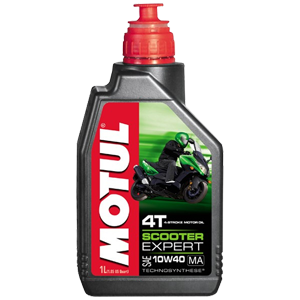 MOTUL
4T 4-STROKE MOTOR OIL
SCOOTER
EXPERT
SAE 10W40 MA
TECHNOSYNTHESE®
1L